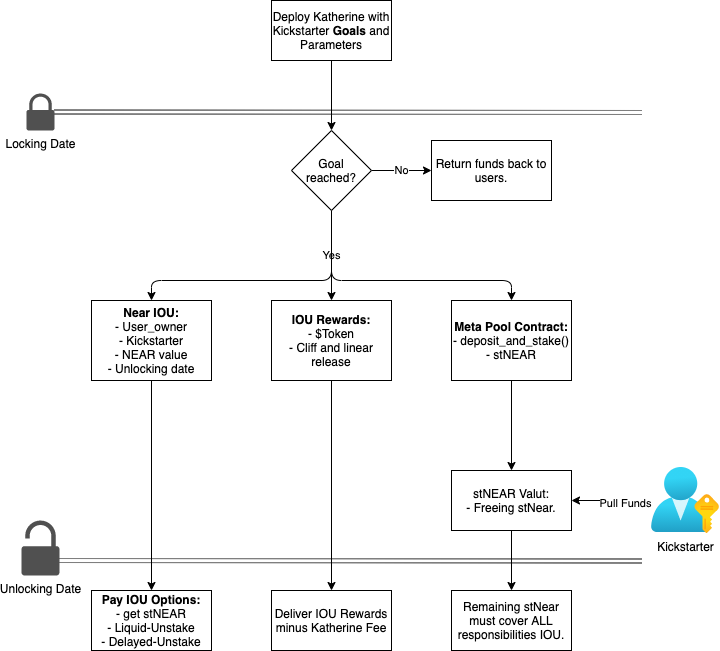 Deploy Katherine with
Kickstarter Goals and
Parameters
Locking Date
Goal
reached?
No
Return funds back to
users.
Yes
Near IOU:
- User_owner
- Kickstarter
- NEAR value
- Unlocking date
IOU Rewards:
- $Token
- Cliff and linear
release
Meta Pool Contract:
- deposit_and_stake()
- stNEAR
stNEAR Valut:
- Freeing stNear.
Pull Funds
Kickstarter
Unlocking Date
Pay IOU Options:
- get stNEAR
- Liquid-Unstake
- Delayed-Unstake
Deliver IOU Rewards
minus Katherine Fee
Remaining stNear
must cover ALL
responsibilities IOU.